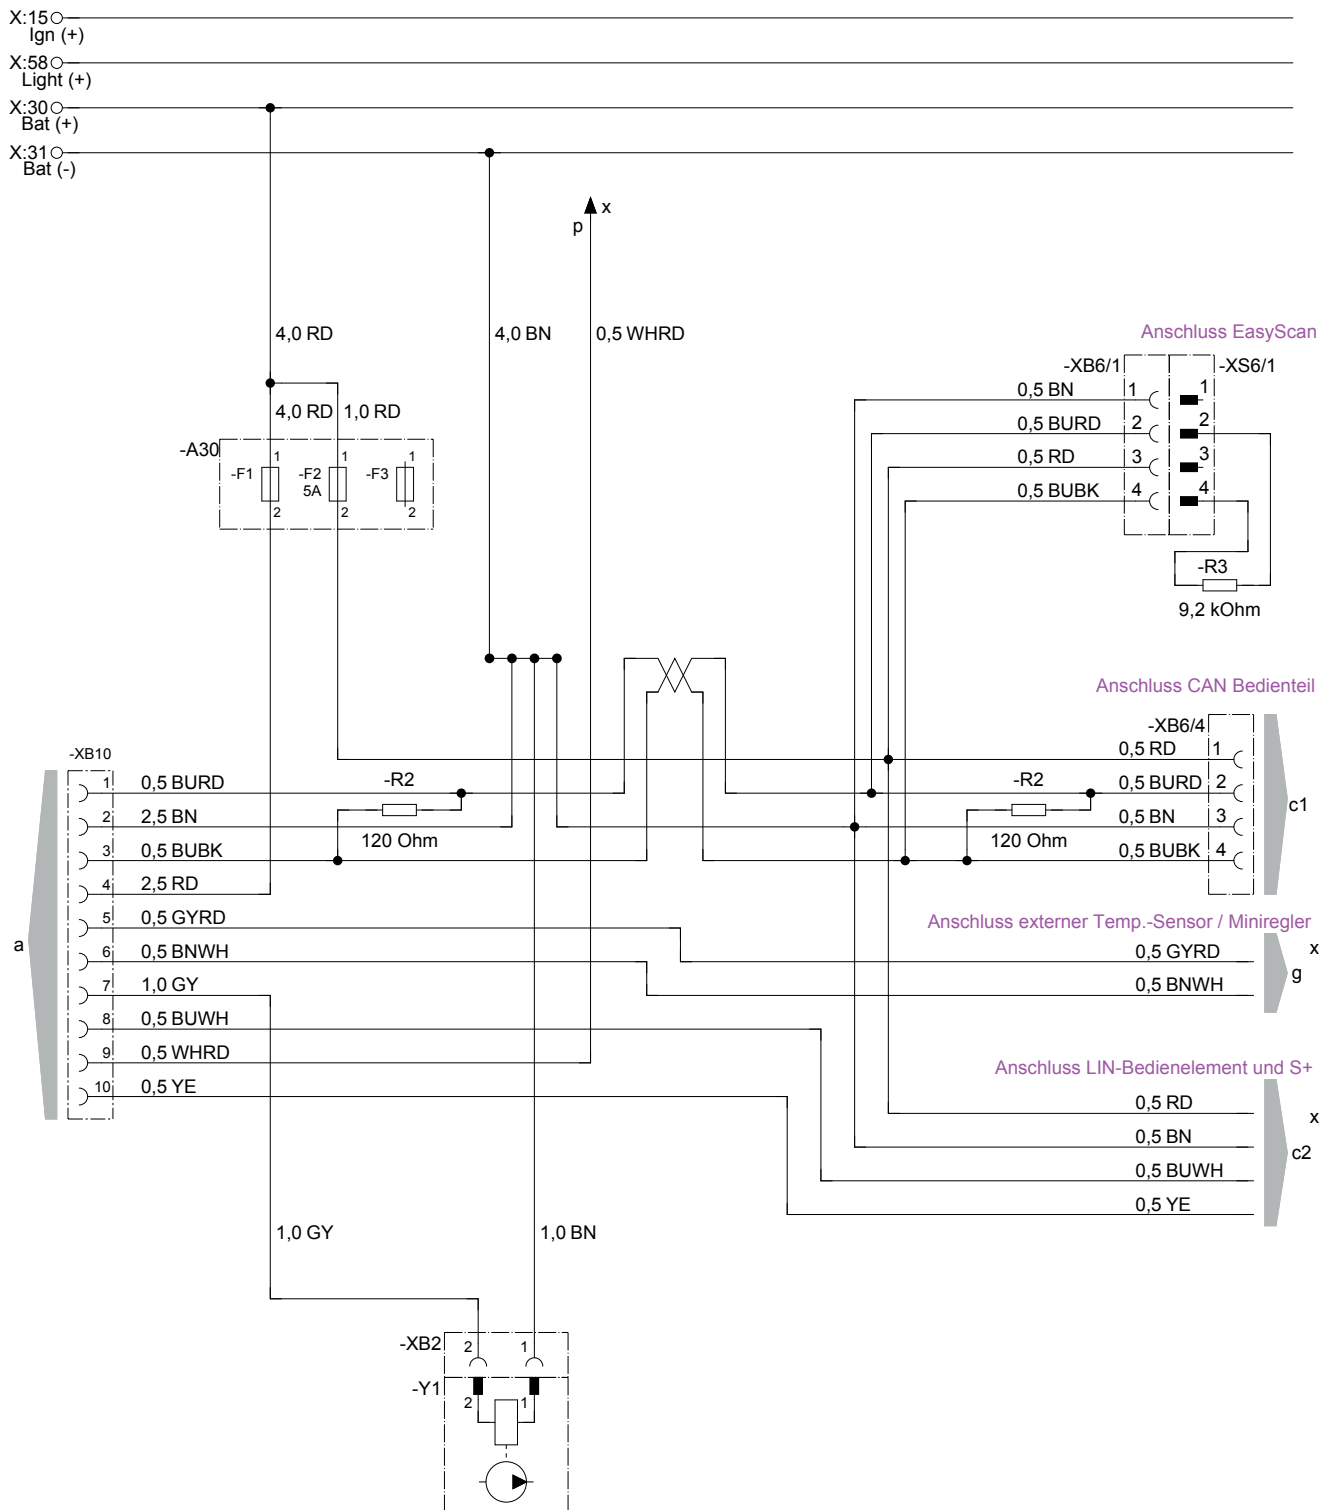 X:15
Ign (+)
X:58
Light (+)
X:30
Bat (+)
X:31
Bat (-)
x
p
4,0 RD
4,0 BN
0,5 WHRD
Anschluss EasyScan
-XB6/1
-XS6/1
0,5 BN
1
1
0,5 BURD
2
2
0,5 RD
3
3
0,5 BUBK
4
4
-R3
9,2 kOhm
4,0 RD
1,0 RD
-A30
1
1
1
-F1
-F2
5A
-F3
2
2
2
Anschluss CAN Bedienteil
-XB6/4
0,5 RD
1
0,5 BURD
2
0,5 BN
3
0,5 BUBK
4
c1
-R2
120 Ohm
-R2
120 Ohm
-XB10
1
0,5 BURD
2
2,5 BN
3
0,5 BUBK
4
2,5 RD
5
0,5 GYRD
6
0,5 BNWH
7
1,0 GY
8
0,5 BUWH
9
0,5 WHRD
10
0,5 YE
a
Anschluss externer Temp.-Sensor / Miniregler
0,5 GYRD
x
0,5 BNWH
g
Anschluss LIN-Bedienelement und S+
0,5 RD
x
0,5 BN
c2
0,5 BUWH
0,5 YE
1,0 GY
1,0 BN
-XB2
2
1
-Y1
2
1